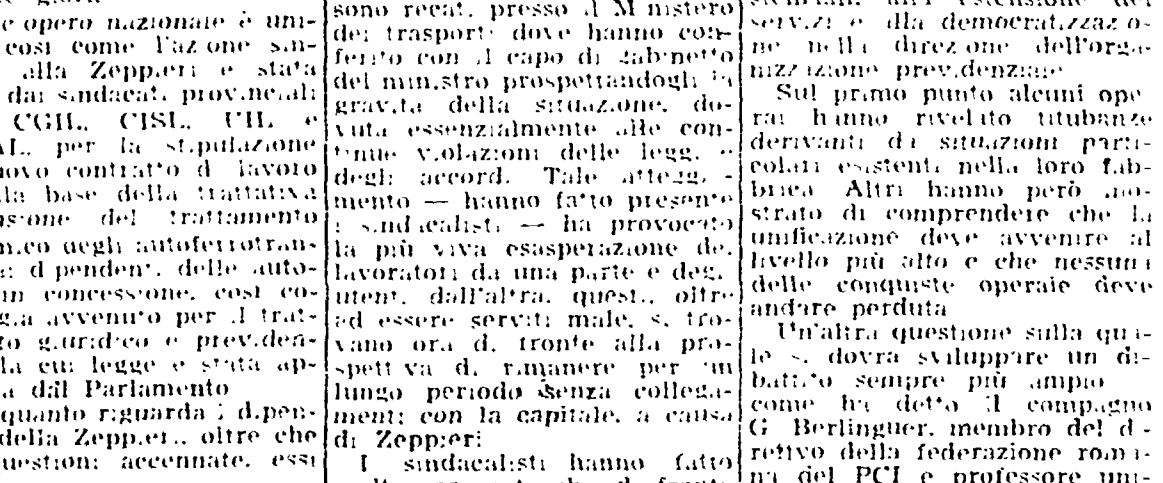 e opero nazionale è uni-
così come l'azione sin-
alla Zeppieri e stata
dai sindacati provinciali
CGIL, CISL, UIL e
per la stipulazione
contratto d lavoro
la base della trattativa
del trattamento
degli autoferrotran-
dipendenti delle auto-
in concessione, così co-
avvenuto per il trat-
giuridico e previden-
la cui legge e stata ap-
a dal Parlamento
quanto riguarda i dipen-
della Zeppieri, oltre che
accennate, essi
sono recati presso il Ministero
dei trasporti dove hanno con-
ferito con il capo di gabinetto
del ministro prospettandogli la
gravità della situazione, do-
vuta essenzialmente alle con-
tinue violazioni delle leggi e
degli accordi. Tale atteggia-
mento — hanno fatto presente
i sindacalisti — ha provocato
la più viva esasperazione dei
lavoratori da una parte e degli
utenti dall'altra, questi, oltre
ad essere serviti male, si tro-
vano ora di fronte alla pro-
spettiva di rimanere per un
lungo periodo senza collega-
menti con la capitale, a causa
di Zeppieri
I sindacalisti hanno fatto
servizi e alla democratizzazio-
ne nella direzione dell'orga-
nizzazione previdenziale
Sul primo punto alcuni ope
rai hanno rivelato titubanze
derivanti da situazioni parti-
colari esistenti nella loro fab-
brica Altri hanno però mo-
strato di comprendere che la
unificazione deve avvenire al
livello più alto e che nessuna
delle conquiste operaie deve
andare perduta
Un'altra questione sulla qua-
le si dovra sviluppare un di-
battito sempre più ampio
come ha detto il compagno
G Berlinguer, membro del di-
rettivo della federazione roma-
na del PCI e professore uni-